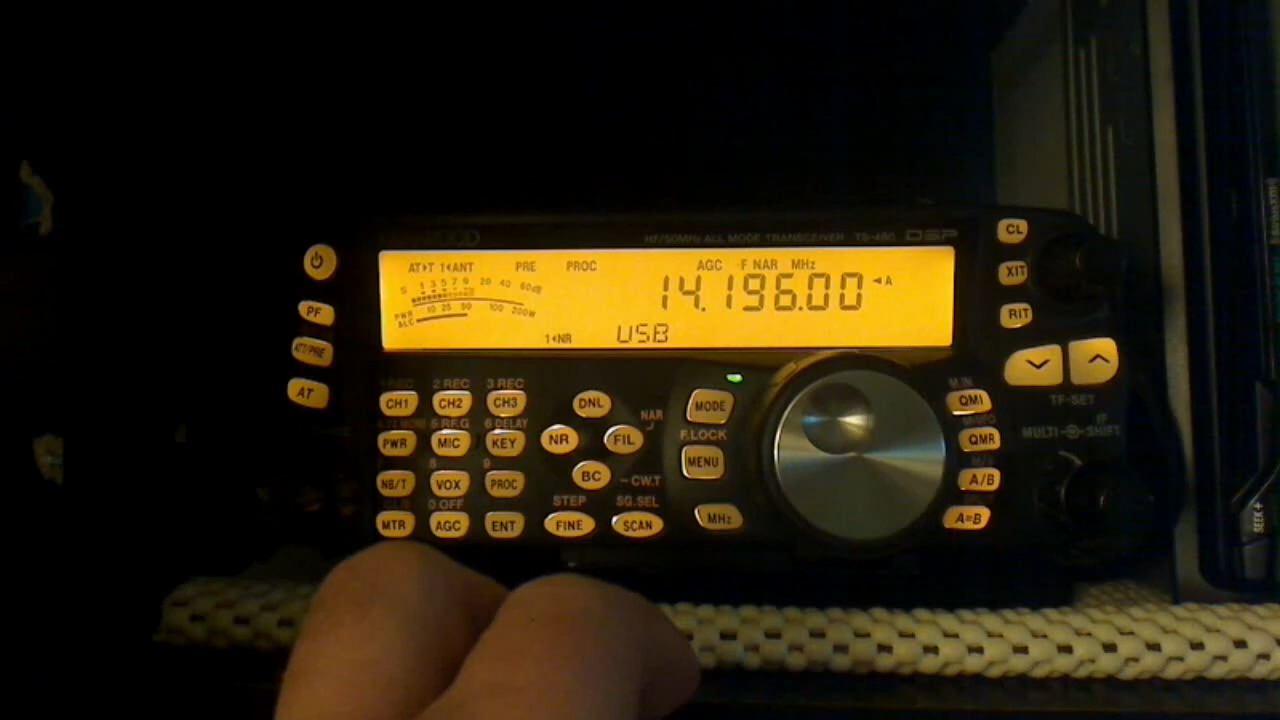 HF/50MHz ALL MODE TRANSCEIVER TS-480 DSP
AT▶T 1◀ANT PRE PROC AGC -F NAR MHz
S 1 3 5 7 9 20 40 60dB
14.196.00 ◀A
PWR 10 25 50 100 200W
ALC
1◀NR USB
PF
ATT/PRE
AT
CL
XIT
RIT
2 REC 3 REC
CH1 CH2 CH3 DNL MODE
6 DELAY NAR
PWR MIC KEY NR FIL F.LOCK
MENU
9
NB/T VOX PROC BC - CW.T
0 OFF STEP SG.SEL
MTR AGC ENT FINE SCAN MHz
M.IN
QMI
QMR
A/B
A=B
TF-SET
MULTI IF SHIFT
SEEK+